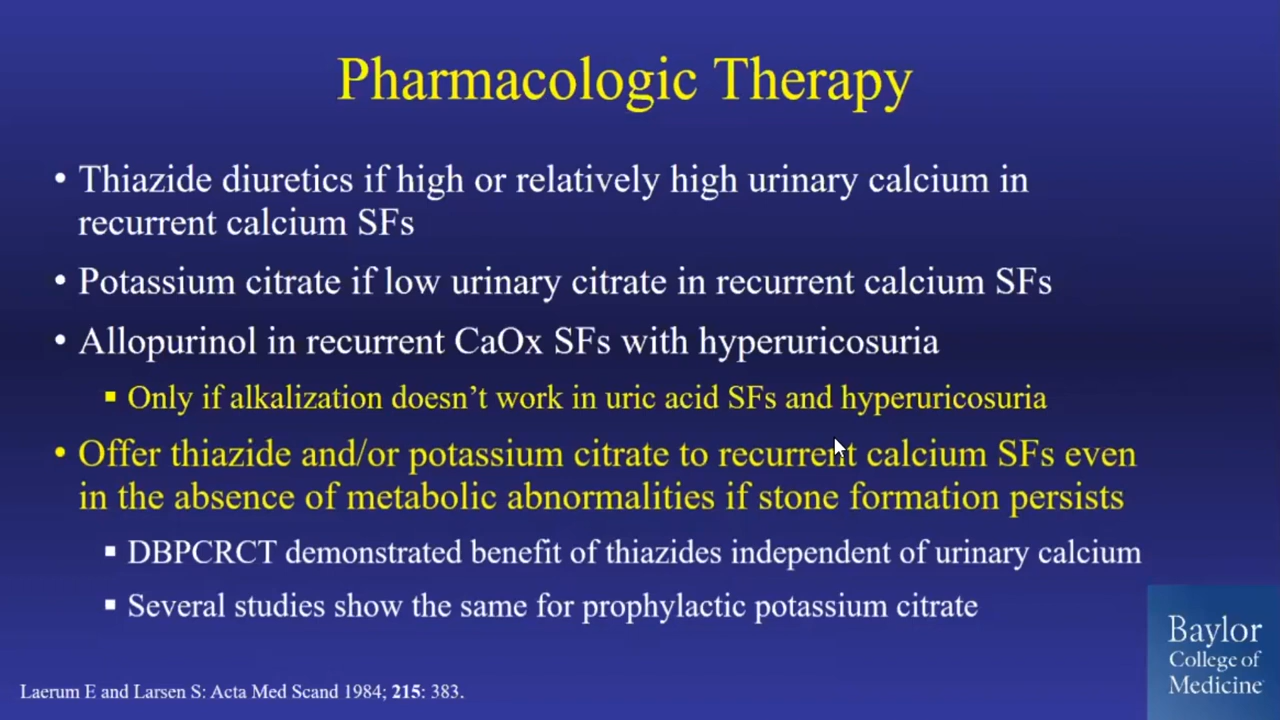 Pharmacologic Therapy
• Thiazide diuretics if high or relatively high urinary calcium in
recurrent calcium SFs
• Potassium citrate if low urinary citrate in recurrent calcium SFs
• Allopurinol in recurrent CaOx SFs with hyperuricosuria
▪ Only if alkalization doesn’t work in uric acid SFs and hyperuricosuria
• Offer thiazide and/or potassium citrate to recurrent calcium SFs even
in the absence of metabolic abnormalities if stone formation persists
▪ DBPCRCT demonstrated benefit of thiazides independent of urinary calcium
▪ Several studies show the same for prophylactic potassium citrate
Baylor
College of
Medicine
Laerum E and Larsen S: Acta Med Scand 1984; 215: 383.